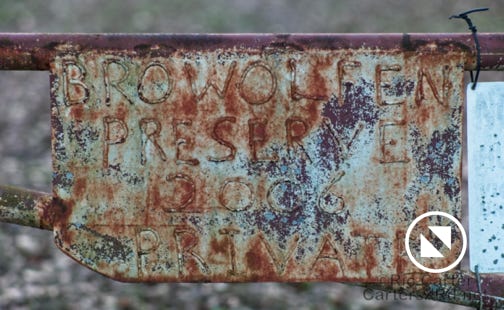 BROWOLFEN
PRESERVE
2006
PRIVATE